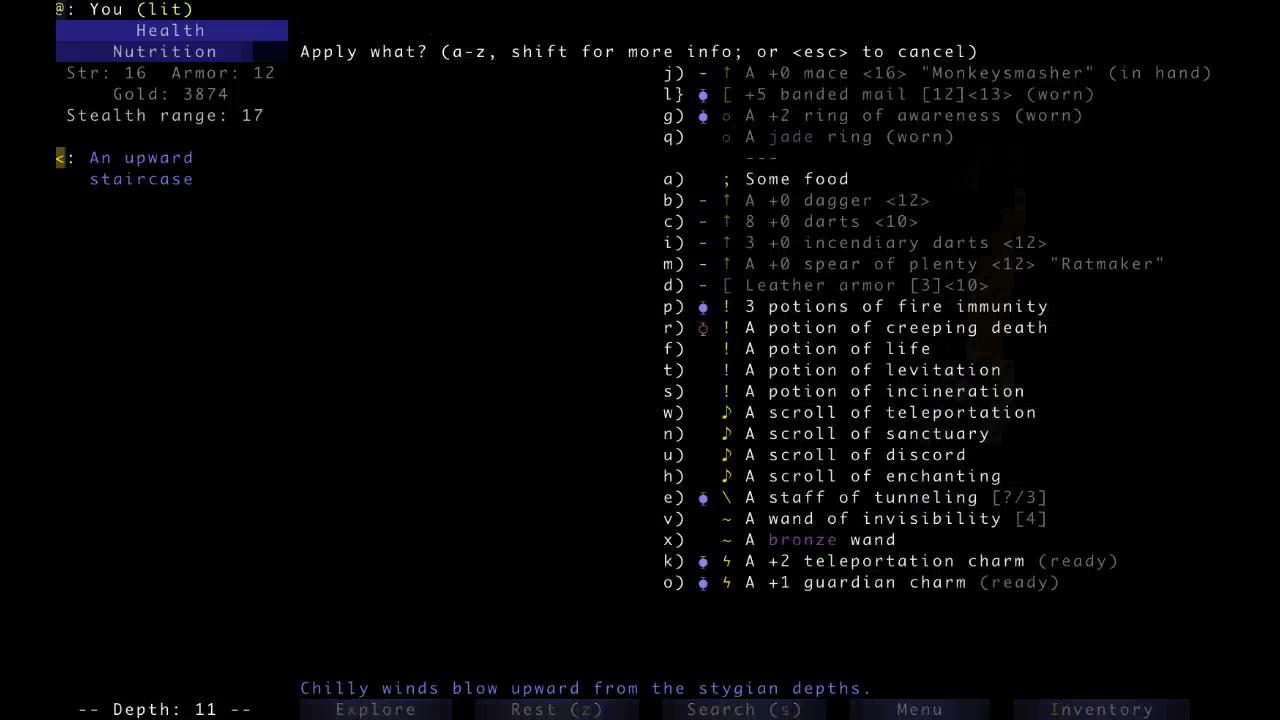 @: You (lit)
Health
Nutrition
Str: 16 Armor: 12
Gold: 3874
Stealth range: 17
<: An upward
staircase
Apply what? (a-z, shift for more info; or <esc> to cancel)
j) - ↑ A +0 mace <16> "Monkeysmasher" (in hand)
l} [ +5 banded mail [12]<13> (worn)
g) ○ A +2 ring of awareness (worn)
q) ○ A jade ring (worn)
---
a) ; Some food
b) - ↑ A +0 dagger <12>
c) - ↑ 8 +0 darts <10>
i) - ↑ 3 +0 incendiary darts <12>
m) - ↑ A +0 spear of plenty <12> "Ratmaker"
d) - [ Leather armor [3]<10>
p) ! 3 potions of fire immunity
r) ! A potion of creeping death
f) ! A potion of life
t) ! A potion of levitation
s) ! A potion of incineration
w) ♪ A scroll of teleportation
n) ♪ A scroll of sanctuary
u) ♪ A scroll of discord
h) ♪ A scroll of enchanting
e) \ A staff of tunneling [?/3]
v) ~ A wand of invisibility [4]
x) ~ A bronze wand
k) ϟ A +2 teleportation charm (ready)
o) ϟ A +1 guardian charm (ready)
Chilly winds blow upward from the stygian depths.
-- Depth: 11 -- Explore Rest (z) Search (s) Menu Inventory